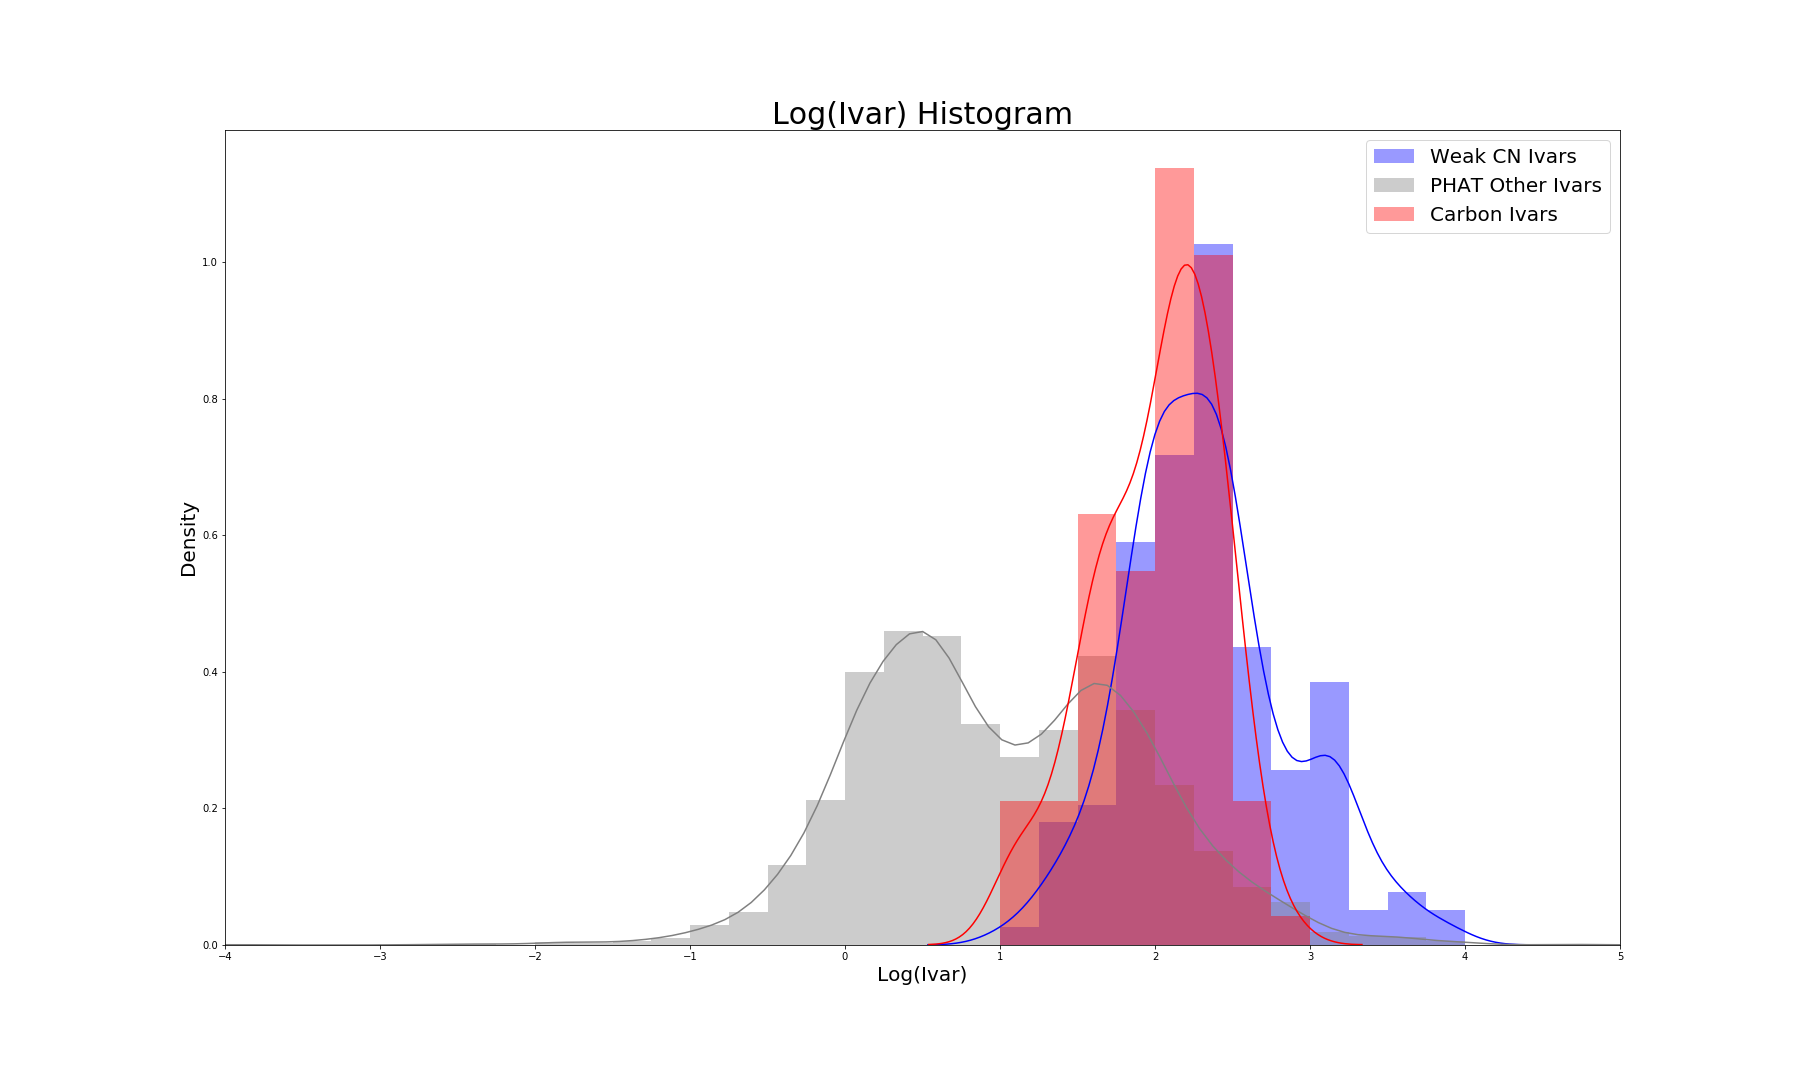 Log(Ivar) Histogram
Weak CN Ivars
PHAT Other Ivars
Carbon Ivars
Density
1.0
0.8
0.6
0.4
0.2
0.0
−4 −3 −2 −1 0 1 2 3 4 5
Log(Ivar)